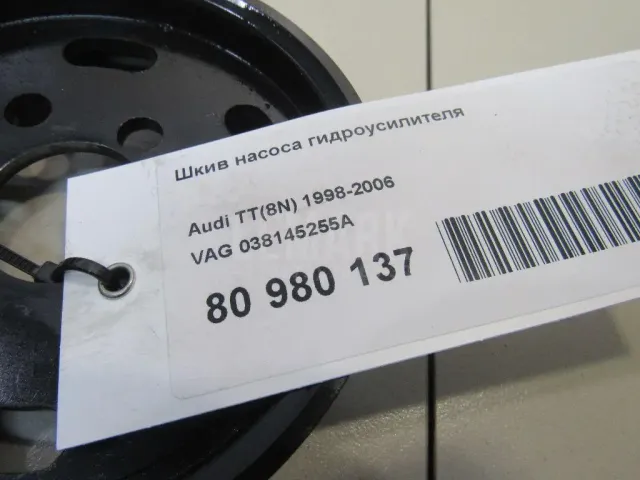 Шкив насоса гидроусилителя
Audi TT(8N) 1998-2006
VAG 038145255A
80 980 137